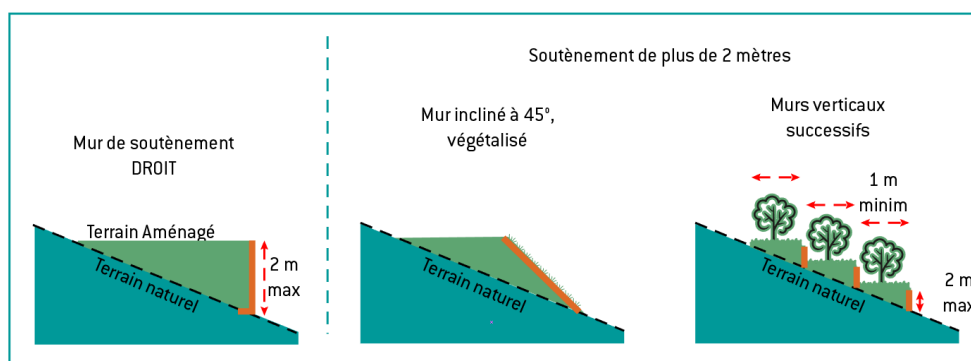 Soutènement de plus de 2 mètres
Mur de soutènement
DROIT
Terrain Aménagé
Terrain naturel
2 m
max
Mur incliné à 45°,
végétalisé
Terrain naturel
Murs verticaux
successifs
1 m
minim
Terrain naturel
2 m
max